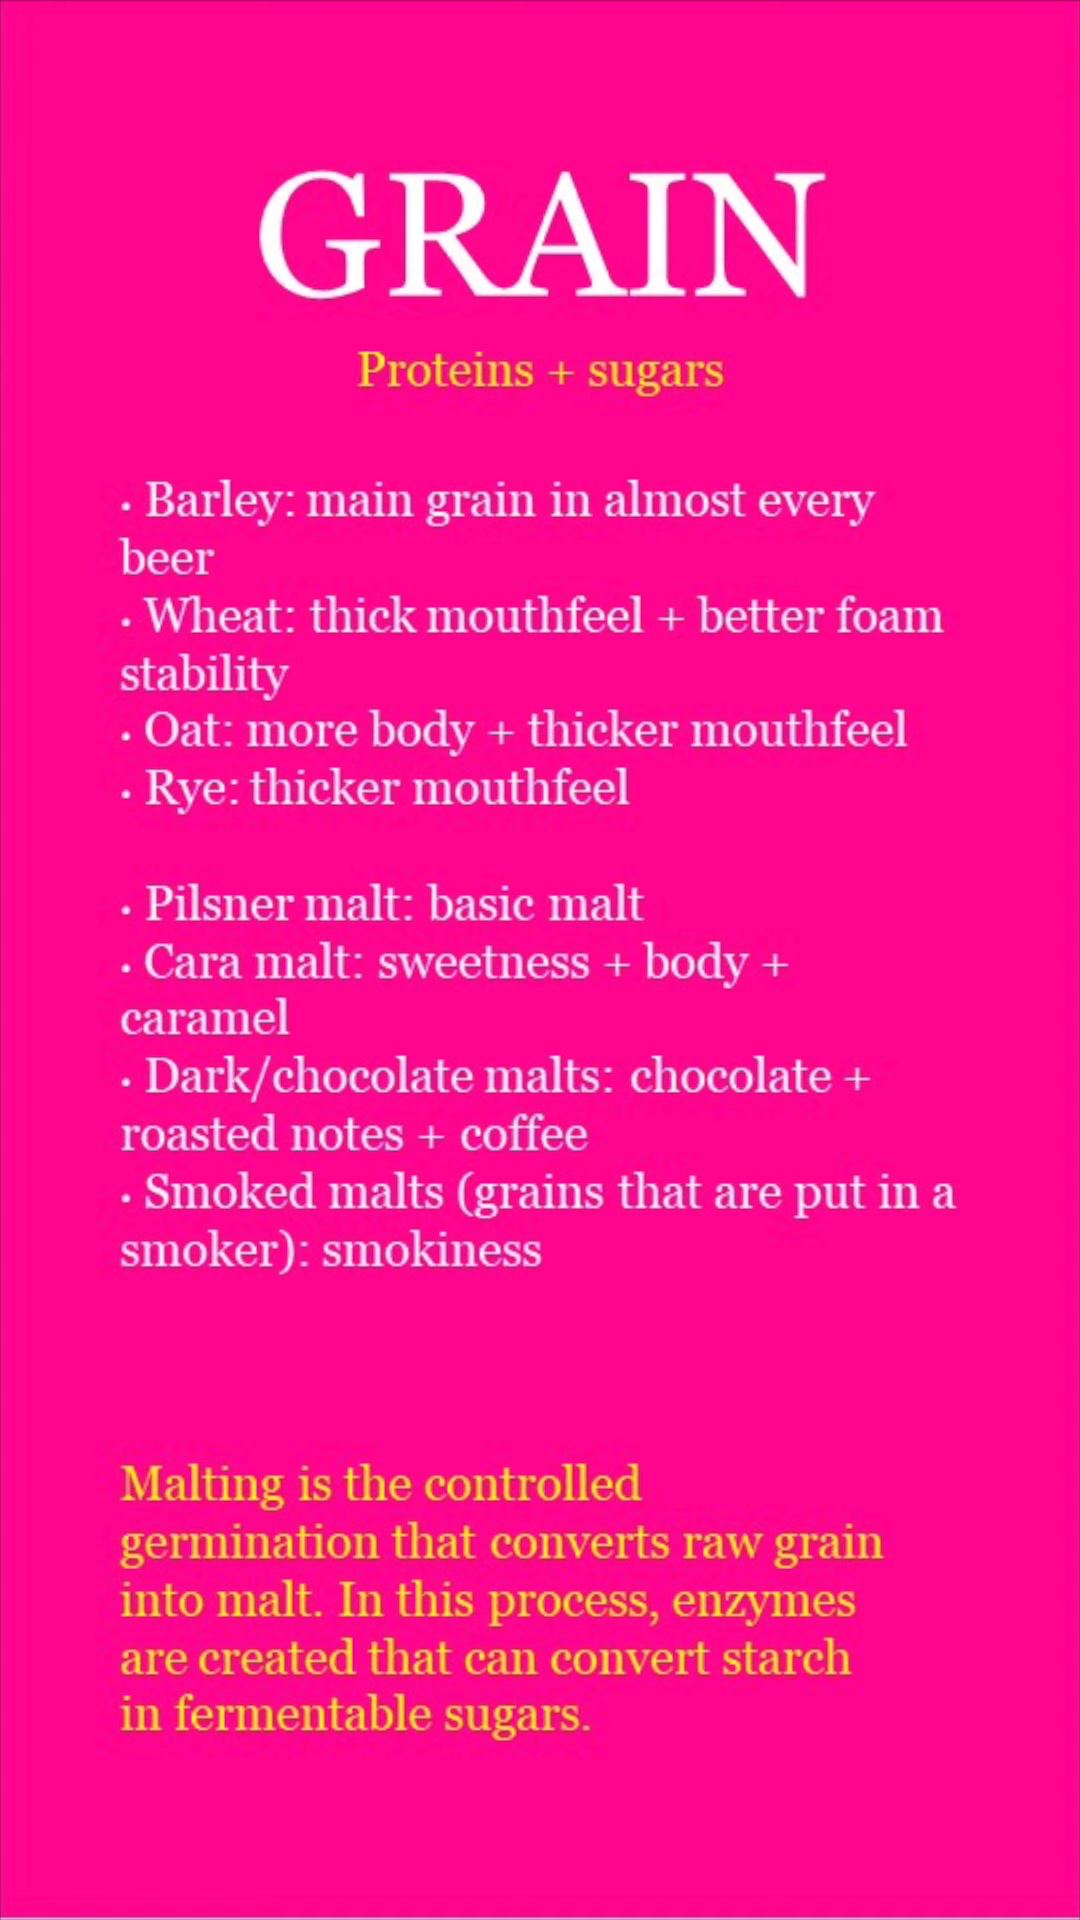 GRAIN
Proteins + sugars
• Barley: main grain in almost every
beer
• Wheat: thick mouthfeel + better foam
stability
• Oat: more body + thicker mouthfeel
• Rye: thicker mouthfeel
• Pilsner malt: basic malt
• Cara malt: sweetness + body +
caramel
• Dark/chocolate malts: chocolate +
roasted notes + coffee
• Smoked malts (grains that are put in a
smoker): smokiness
Malting is the controlled
germination that converts raw grain
into malt. In this process, enzymes
are created that can convert starch
in fermentable sugars.